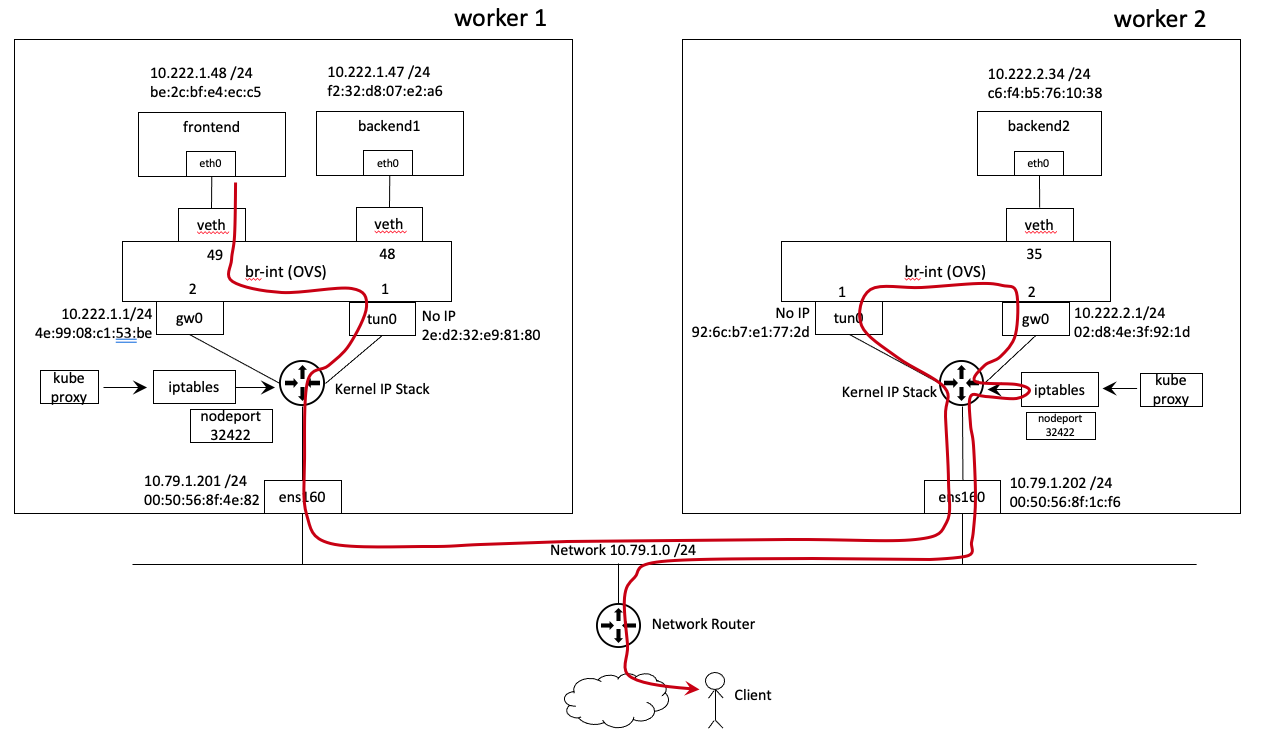 worker 1
10.222.1.48 /24
be:2c:bf:e4:ec:c5
10.222.1.47 /24
f2:32:d8:07:e2:a6
frontend
eth0
backend1
eth0
veth
veth
49
48
br-int (OVS)
2
1
10.222.1.1/24
4e:99:08:c1:53:be
gw0
tun0
No IP
2e:d2:32:e9:81:80
kube
proxy
iptables
Kernel IP Stack
nodeport
32422
10.79.1.201 /24
00:50:56:8f:4e:82
ens160
worker 2
10.222.2.34 /24
c6:f4:b5:76:10:38
backend2
eth0
veth
35
br-int (OVS)
1
2
No IP
92:6c:b7:e1:77:2d
tun0
gw0
10.222.2.1/24
02:d8:4e:3f:92:1d
Kernel IP Stack
iptables
kube
proxy
nodeport
32422
ens160
10.79.1.202 /24
00:50:56:8f:1c:f6
Network 10.79.1.0 /24
Network Router
Client